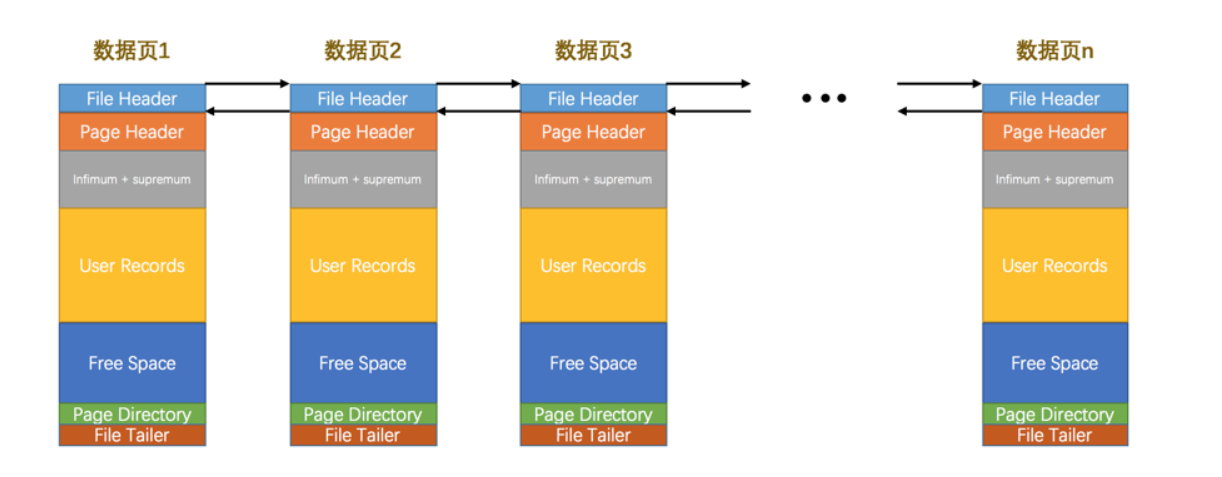 数据页1
数据页2
数据页3
数据页n
File Header
File Header
File Header
File Header
Page Header
Page Header
Page Header
Page Header
Infimum + supremum
Infimum + supremum
Infimum + supremum
Infimum + supremum
User Records
User Records
User Records
User Records
Free Space
Free Space
Free Space
Free Space
Page Directory
Page Directory
Page Directory
Page Directory
File Tailer
File Tailer
File Tailer
File Tailer